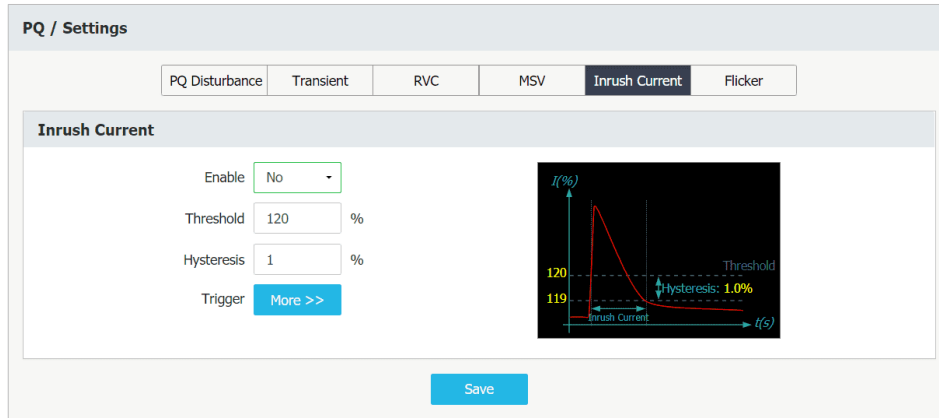 PQ / Settings
PQ Disturbance Transient RVC MSV Inrush Current Flicker
Inrush Current
Enable No
Threshold 120 %
Hysteresis 1 %
Trigger More >>
I(%)
Threshold
120
Hysteresis: 1.0%
119
Inrush Current
t(s)
Save